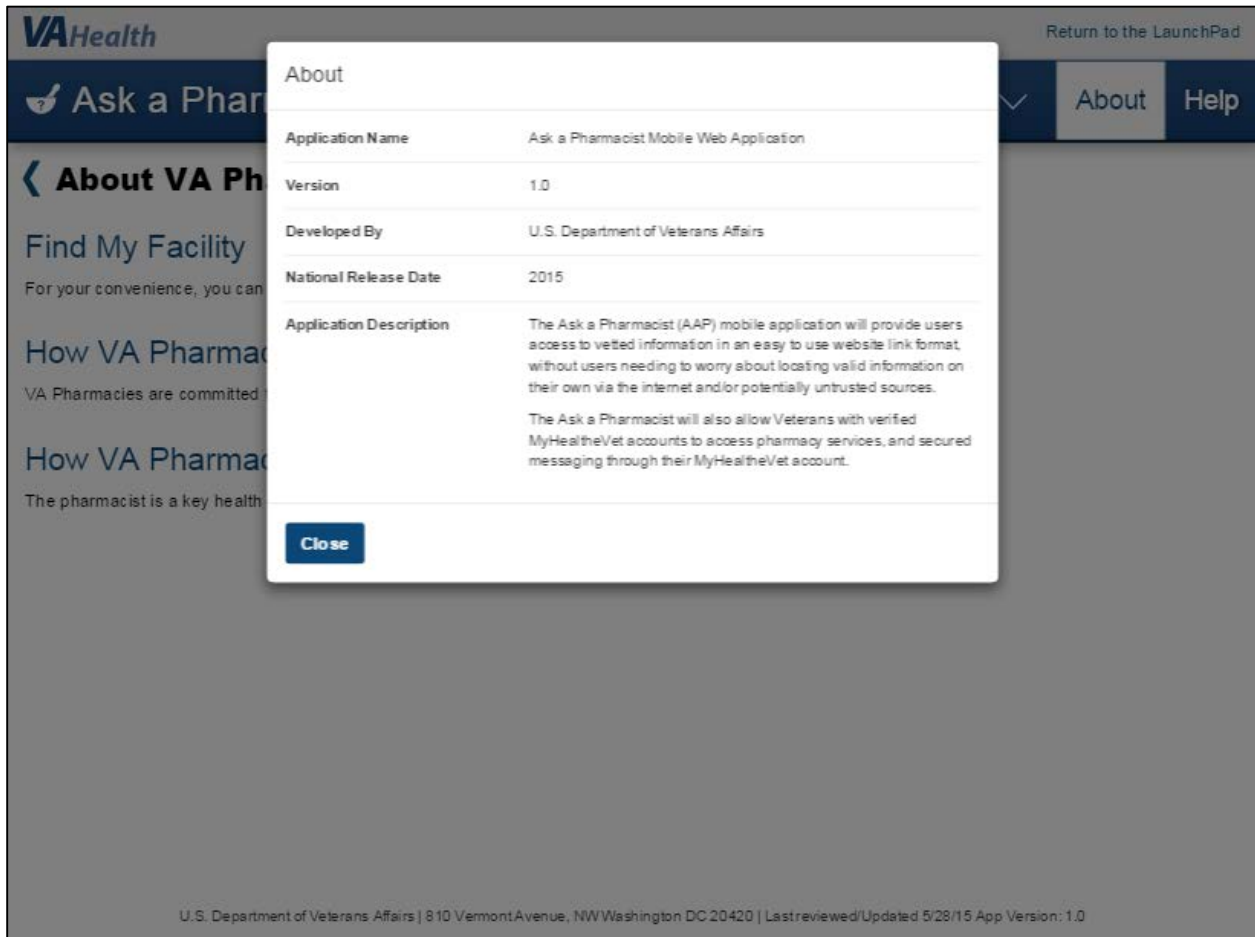 VAHealth
Return to the LaunchPad
Ask a Phar
About
Help
About VA Ph
Find My Facility
For your convenience, you can
How VA Pharmac
VA Pharmacies are committed
How VA Pharmac
The pharmacist is a key health
About
Application Name Ask a Pharmacist Mobile Web Application
Version 1.0
Developed By U.S. Department of Veterans Affairs
National Release Date 2015
Application Description The Ask a Pharmacist (AAP) mobile application will provide users
access to vetted information in an easy to use website link format,
without users needing to worry about locating valid information on
their own via the internet and/or potentially untrusted sources.
The Ask a Pharmacist will also allow Veterans with verified
MyHealtheVet accounts to access pharmacy services, and secured
messaging through their MyHealtheVet account.
Close
U.S. Department of Veterans Affairs | 810 Vermont Avenue, NW Washington DC 20420 | Last reviewed/Updated 5/28/15 App Version: 1.0